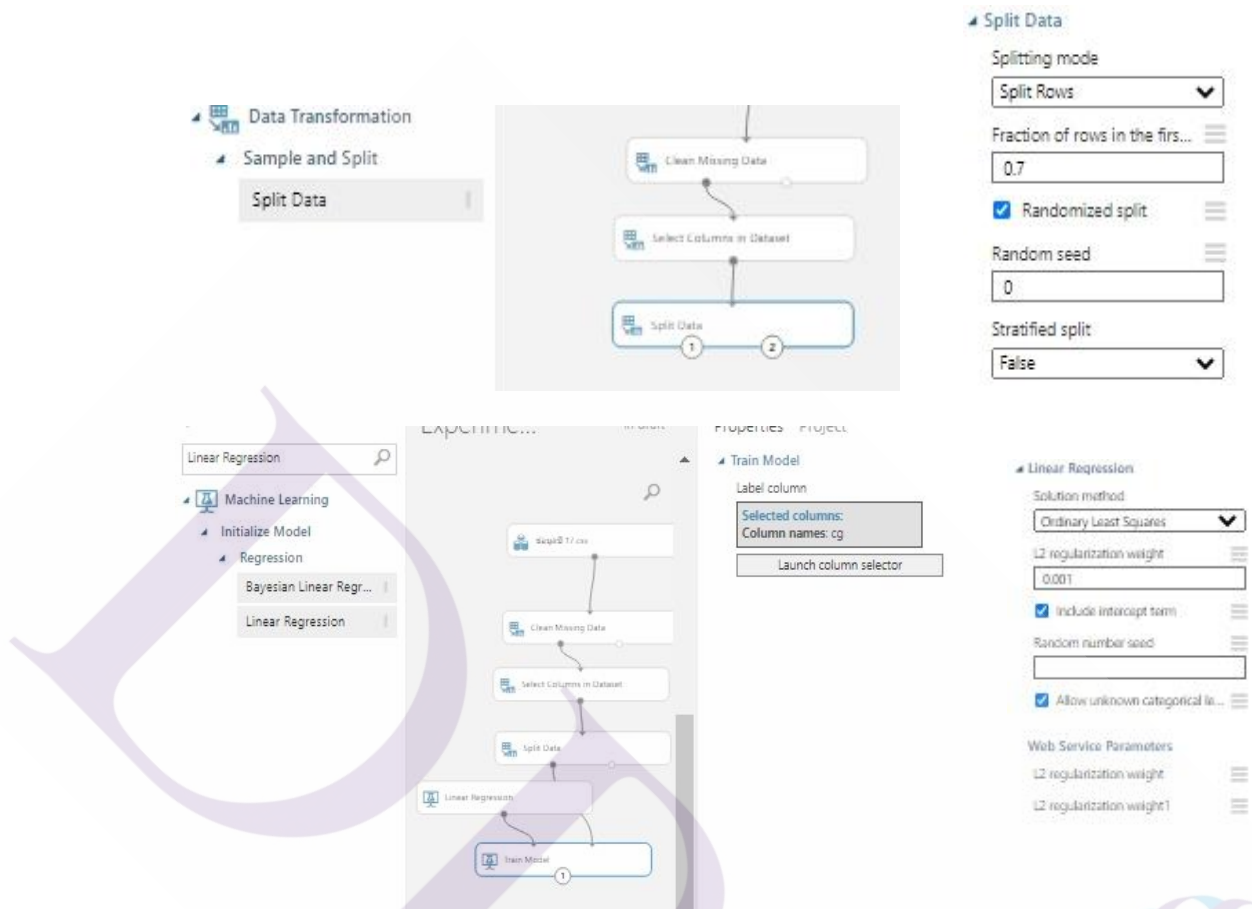 Data Transformation
Sample and Split
Split Data
Clean Missing Data
Select Columns in Dataset
Split Data
1 2
Split Data
Splitting mode
Split Rows
Fraction of rows in the firs...
0.7
Randomized split
Random seed
0
Stratified split
False
Linear Regression
Machine Learning
Initialize Model
Regression
Bayesian Linear Regr...
Linear Regression
Experime...
In draft
Clean Missing Data
Select Columns in Dataset
Split Data
Linear Regression
Train Model
1
Properties Project
Train Model
Label column
Selected columns:
Column names: cg
Launch column selector
Linear Regression
Solution method
Ordinary Least Squares
L2 regularization weight
0.001
Include intercept term
Random number seed
Allow unknown categorical le...
Web Service Parameters
L2 regularization weight
L2 regularization weight1